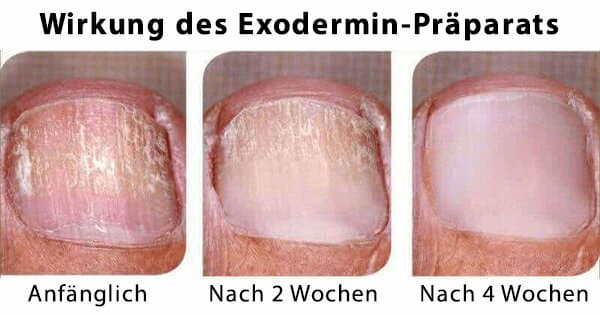 Wirkung des Exodermin-Präparats
Anfänglich
Nach 2 Wochen
Nach 4 Wochen